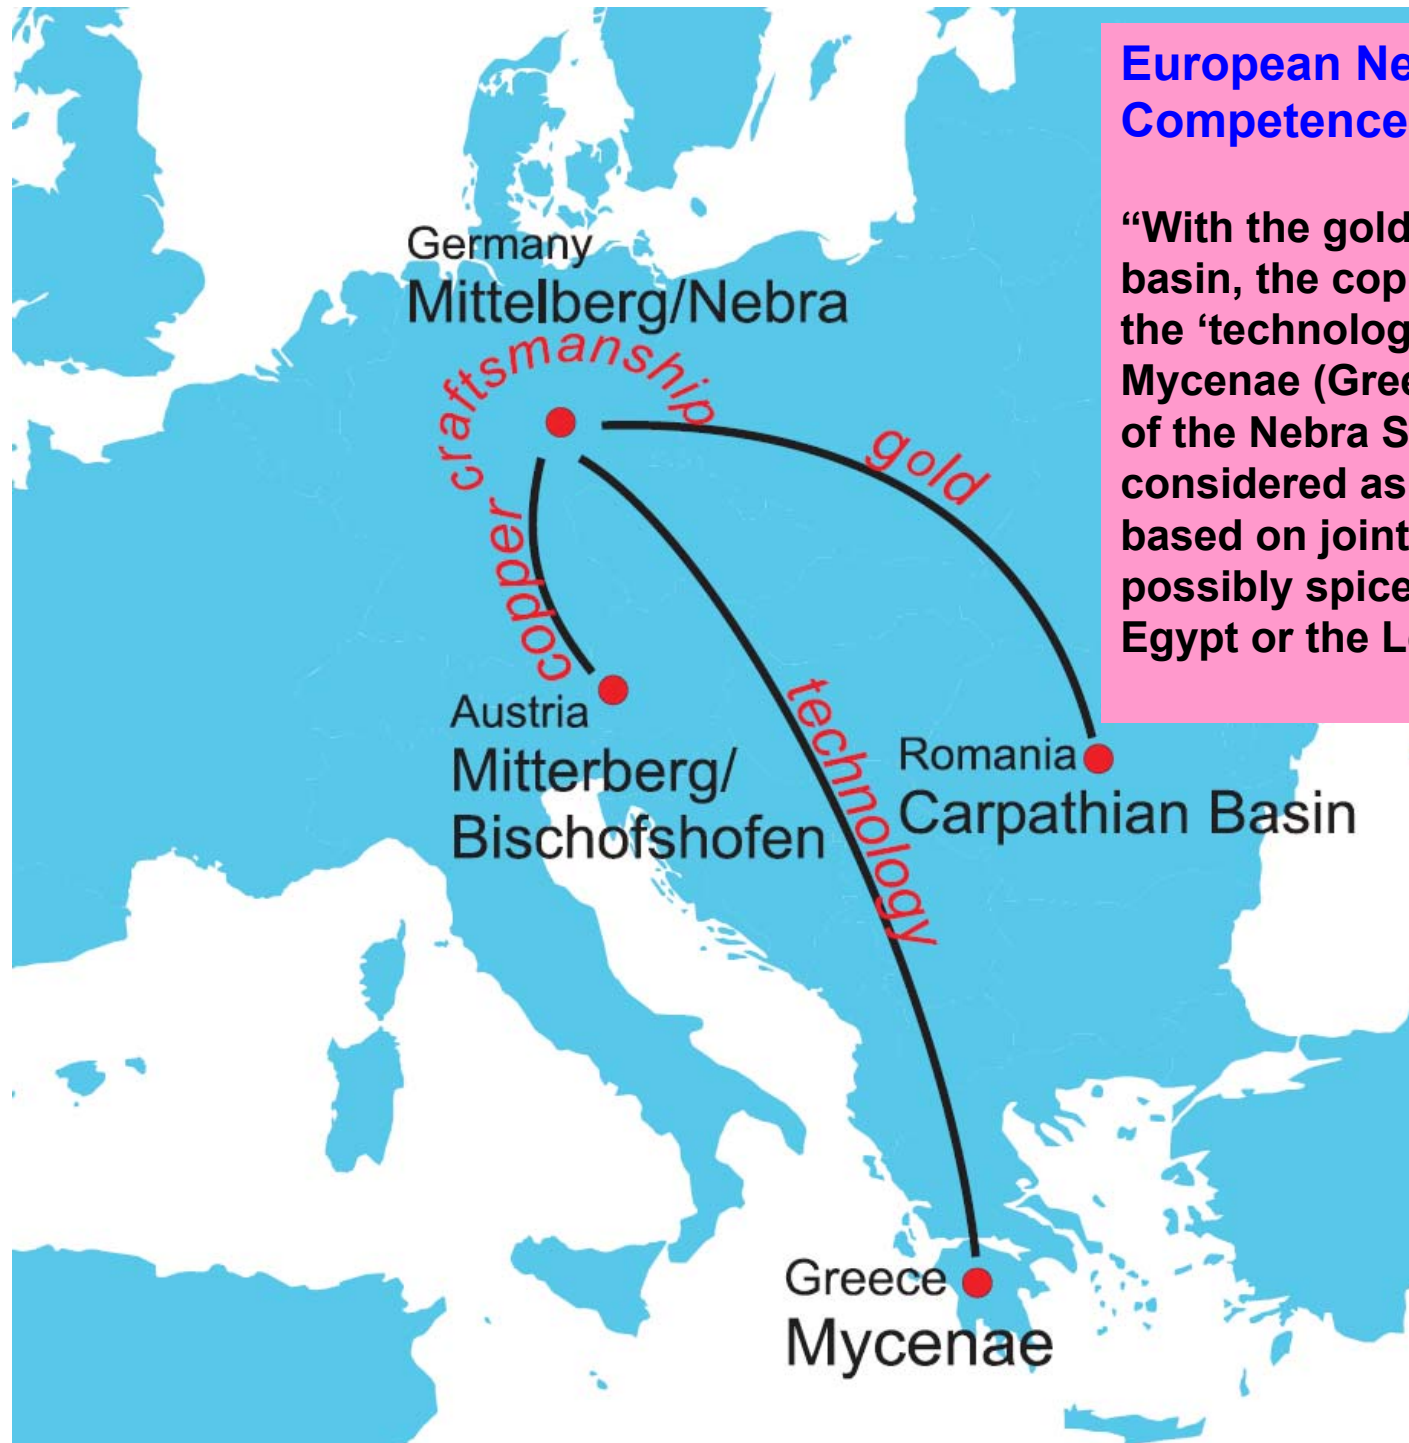 European Ne
Competence
“With the gold
basin, the cop
the ‘technolog
Mycenae (Gree
of the Nebra S
considered as
based on joint
possibly spice
Egypt or the Le
Germany
Mittelberg/Nebra
craftsmanship
gold
copper
technology
Austria
Mitterberg/
Bischofshofen
Romania
Carpathian Basin
Greece
Mycenae